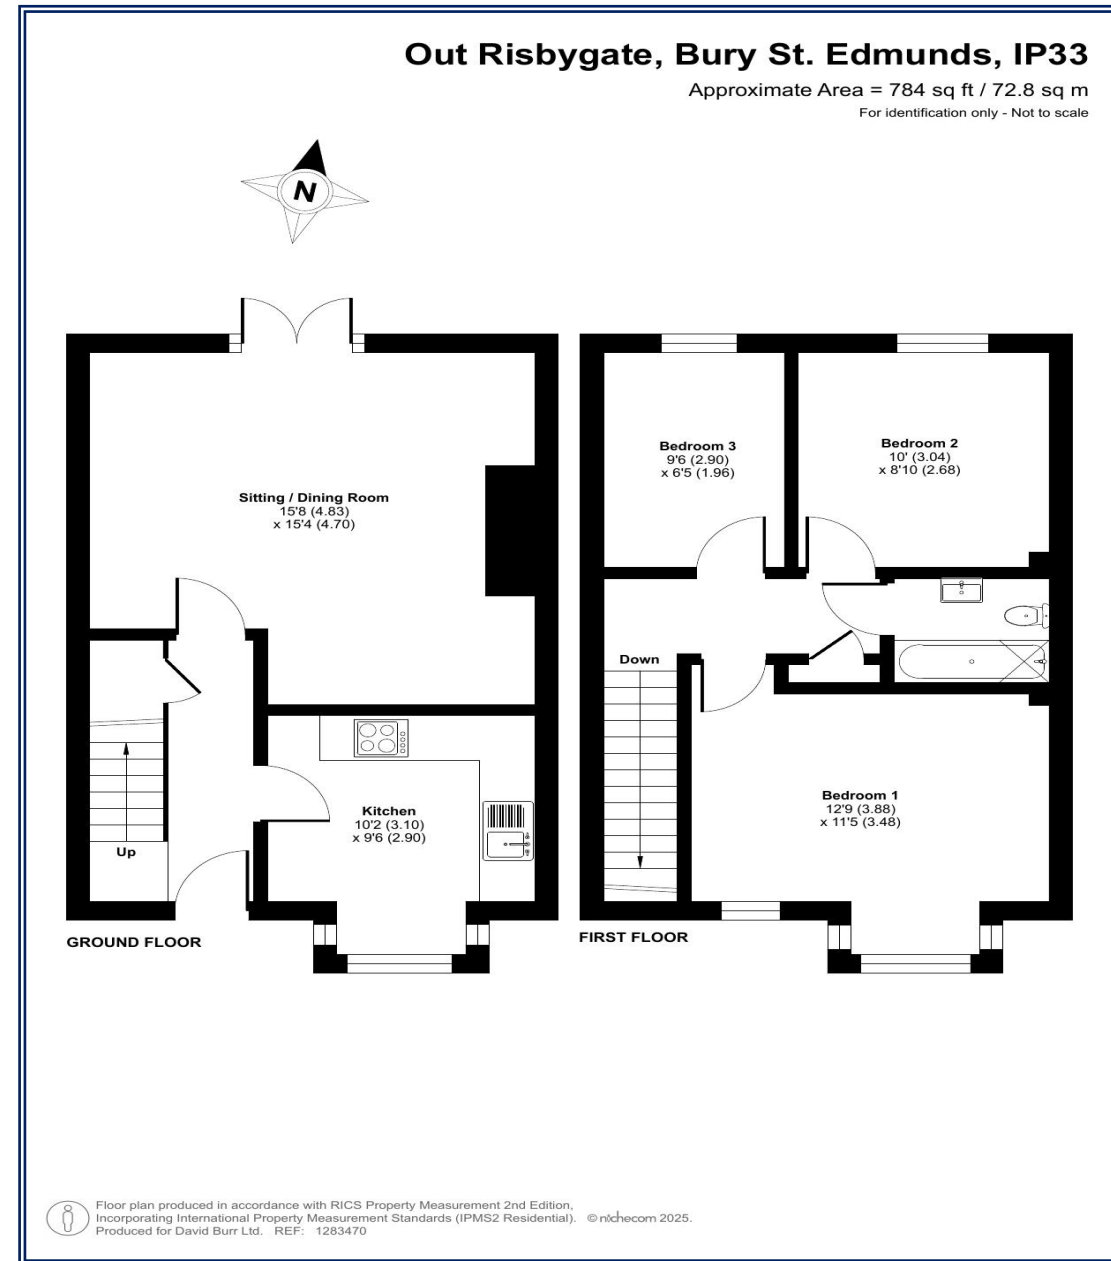 Out Risbygate, Bury St. Edmunds, IP33
Approximate Area = 784 sq ft / 72.8 sq m
For identification only - Not to scale
N
Sitting / Dining Room
15'8 (4.83)
x 15'4 (4.70)
Up
Kitchen
10'2 (3.10)
x 9'6 (2.90)
GROUND FLOOR
Bedroom 3
9'6 (2.90)
x 6'5 (1.96)
Bedroom 2
10' (3.04)
x 8'10 (2.68)
Down
Bedroom 1
12'9 (3.88)
x 11'5 (3.48)
FIRST FLOOR
Floor plan produced in accordance with RICS Property Measurement 2nd Edition,
Incorporating International Property Measurement Standards (IPMS2 Residential). © nichecom 2025.
Produced for David Burr Ltd. REF: 1283470